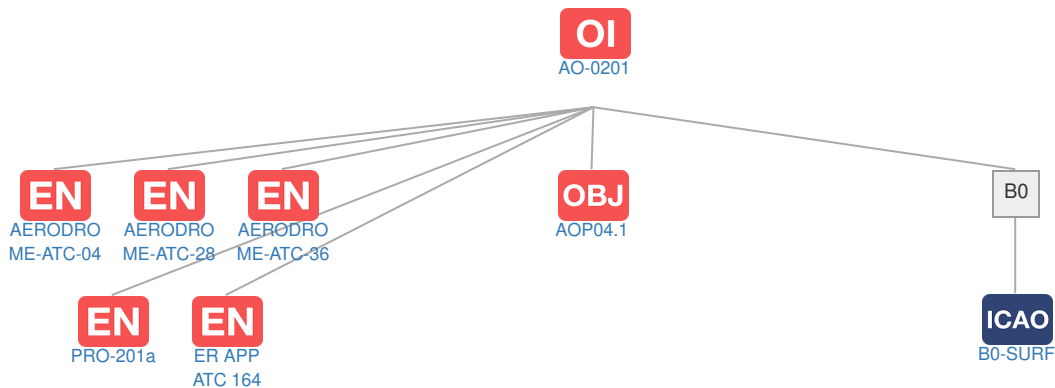 OI
AO-0201
EN
EN
EN
OBJ
B0
AERODRO
AERODRO
AERODRO
AOP04.1
ME-ATC-04
ME-ATC-28
ME-ATC-36
EN
EN
ICAO
PRO-201a
ER APP
B0-SURF
ATC 164